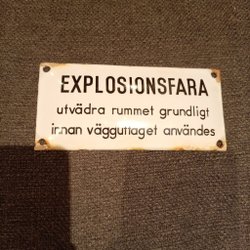 EXPLOSIONSFARA
utvädra rummet grundligt
innan vägguttaget användes